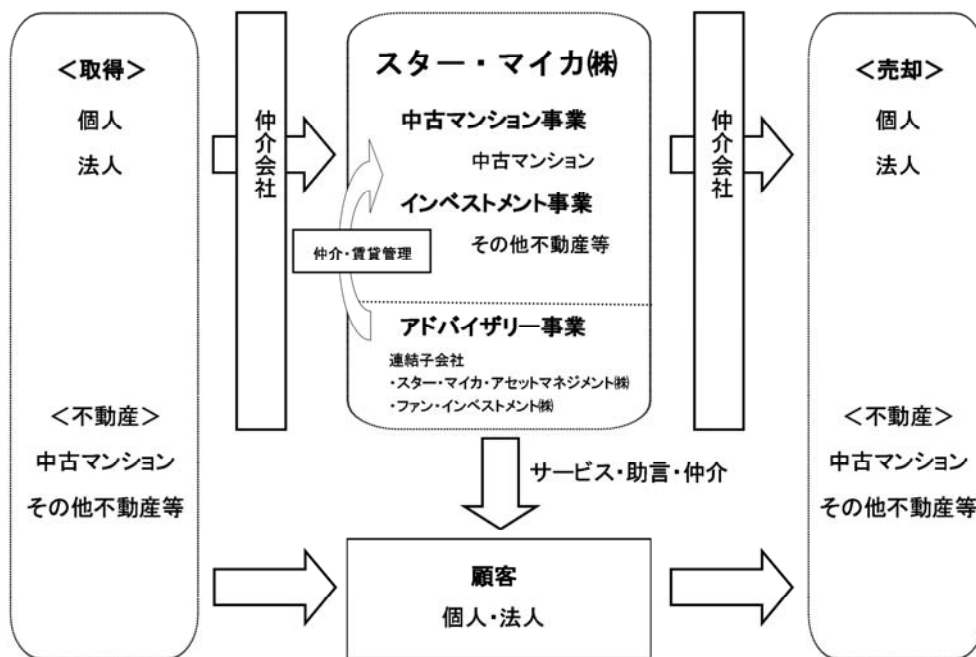 <取得>
個人
法人
<不動産>
中古マンション
その他不動産等
仲介会社
スター・マイカ㈱
中古マンション事業
中古マンション
インベストメント事業
その他不動産等
仲介・賃貸管理
アドバイザリー事業
連結子会社
・スター・マイカ・アセットマネジメント㈱
・ファン・インベストメント㈱
サービス・助言・仲介
顧客
個人・法人
仲介会社
<売却>
個人
法人
<不動産>
中古マンション
その他不動産等